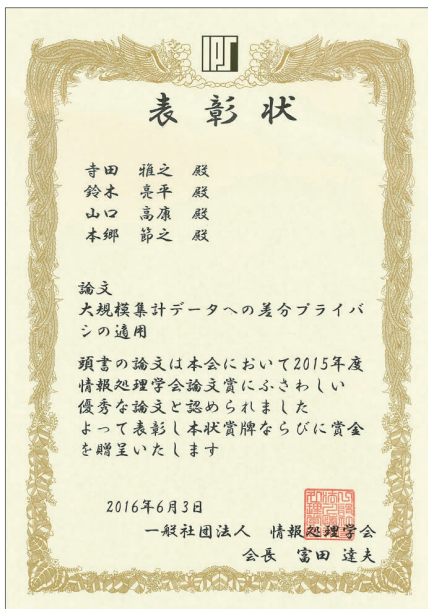 IPS
表彰状
寺田 雅之 殿
鈴木 亮平 殿
山口 高康 殿
本郷 節之 殿
論文
大規模集計データへの差分プライバ
シの適用
頭書の論文は本会において2015年度
情報処理学会論文賞にふさわしい
優秀な論文と認められました
よって表彰し本状賞牌ならびに賞金
を贈呈いたします
2016年6月3日
一般社団法人 情報処理学会
会長 富田 達夫